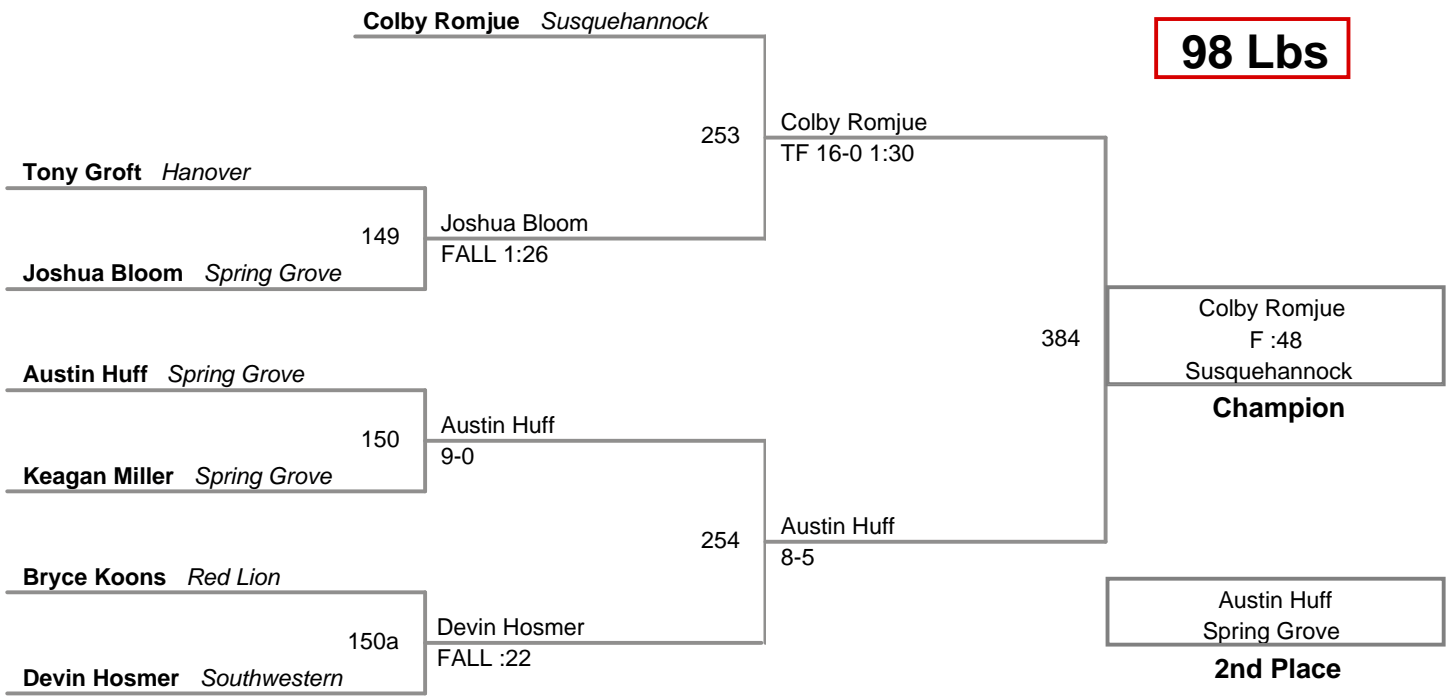 Colby Romjue Susquehannock
98 Lbs
253
Colby Romjue
TF 16-0 1:30
Tony Groft Hanover
149
Joshua Bloom
FALL 1:26
Joshua Bloom Spring Grove
384
Colby Romjue
F :48
Susquehannock
Champion
Austin Huff Spring Grove
150
Austin Huff
9-0
Keagan Miller Spring Grove
254
Austin Huff
8-5
Bryce Koons Red Lion
150a
Devin Hosmer
FALL :22
Devin Hosmer Southwestern
Austin Huff
Spring Grove
2nd Place